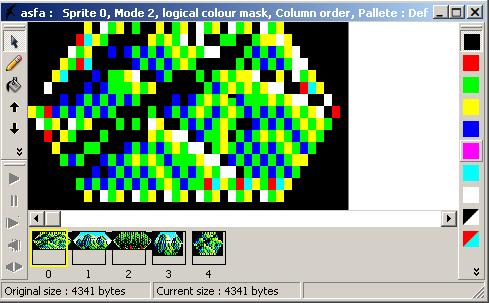 asfa : Sprite 0, Mode 2, logical colour mask, Column order, Pallete : Def
0 1 2 3 4
Original size : 4341 bytes Current size : 4341 bytes